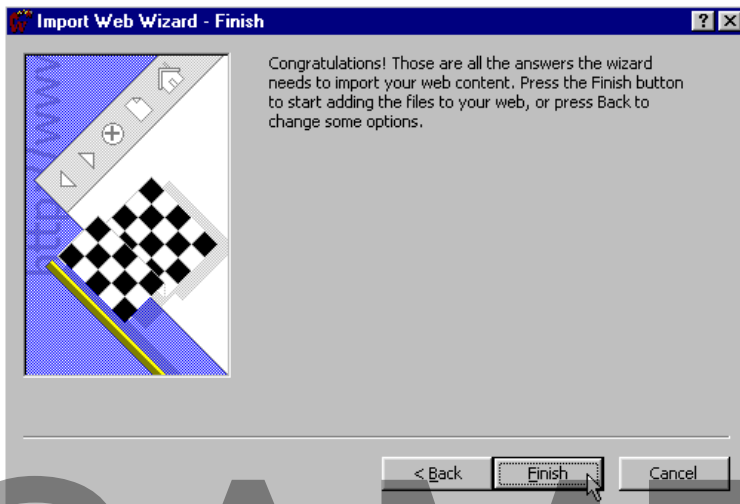 Import Web Wizard - Finish
http://www
Congratulations! Those are all the answers the wizard
needs to import your web content. Press the Finish button
to start adding the files to your web, or press Back to
change some options.
< Back Finish Cancel